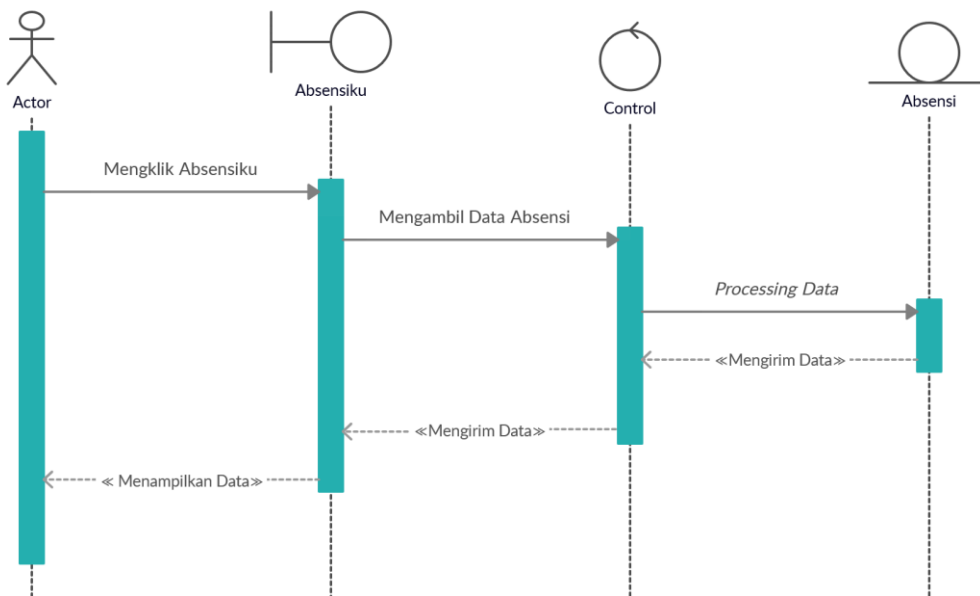 Actor
Absensiku
Control
Absensi
Mengklik Absensiku
Mengambil Data Absensi
Processing Data
≪Mengirim Data≫
≪Mengirim Data≫
≪ Menampilkan Data≫